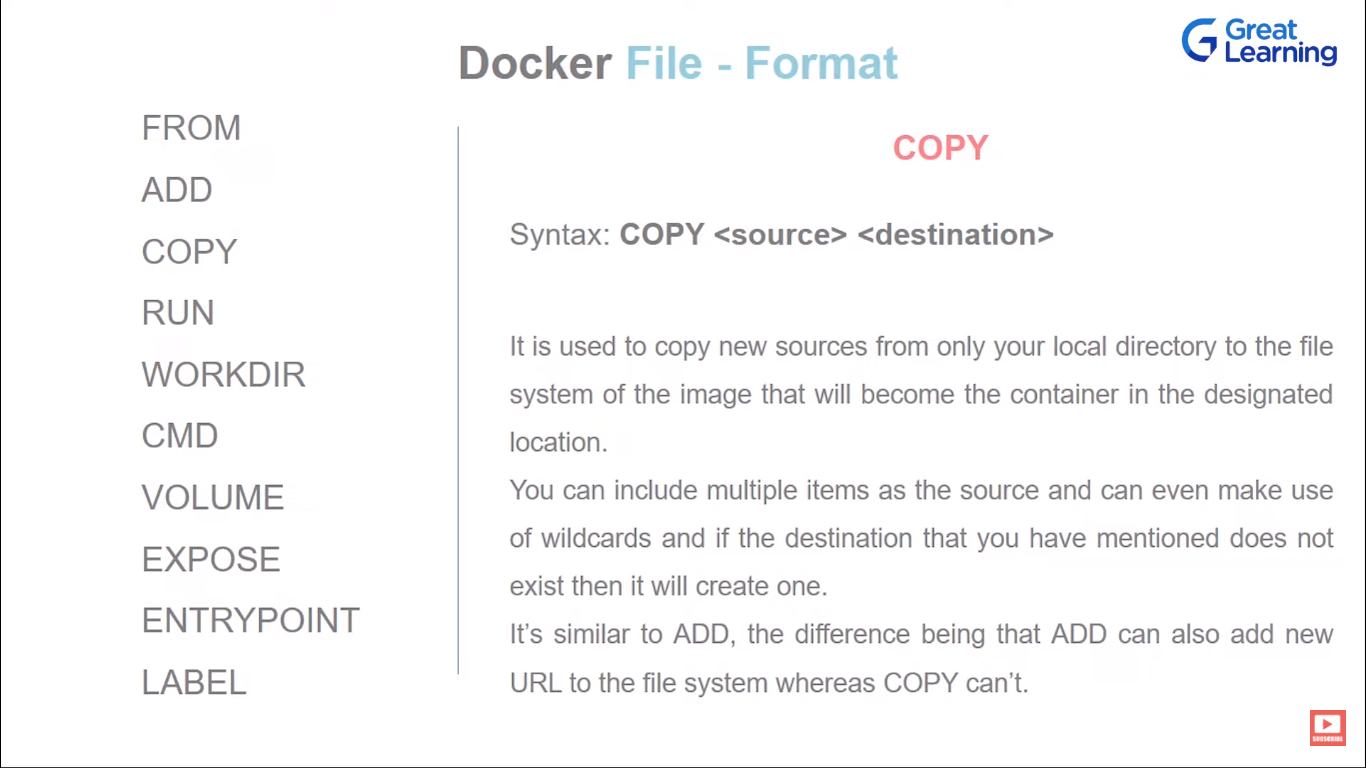 Great
Learning
Docker File - Format
FROM
ADD
COPY
RUN
WORKDIR
CMD
VOLUME
EXPOSE
ENTRYPOINT
LABEL
COPY
Syntax: COPY <source> <destination>
It is used to copy new sources from only your local directory to the file
system of the image that will become the container in the designated
location.
You can include multiple items as the source and can even make use
of wildcards and if the destination that you have mentioned does not
exist then it will create one.
It’s similar to ADD, the difference being that ADD can also add new
URL to the file system whereas COPY can’t.
SUBSCRIBE